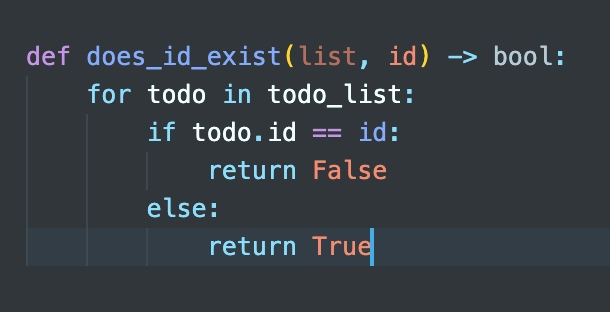 def does_id_exist(list, id) -> bool:
    for todo in todo_list:
        if todo.id == id:
            return False
        else:
            return True